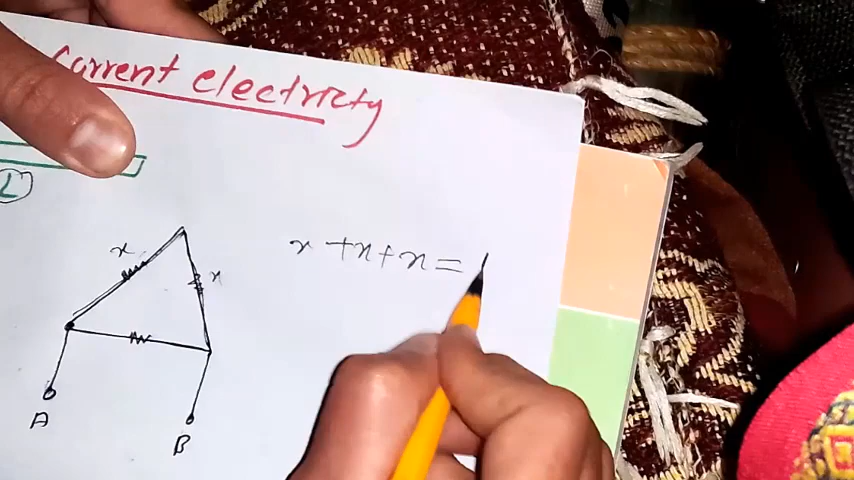 Current electricity
L
x
x
x + x + x =
A
B